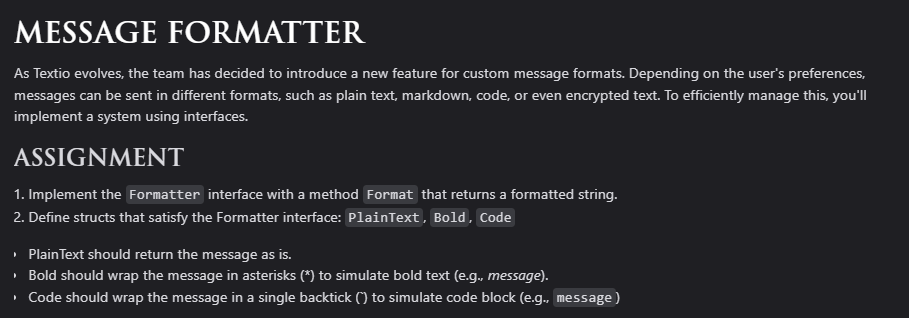 MESSAGE FORMATTER
As Textio evolves, the team has decided to introduce a new feature for custom message formats. Depending on the user's preferences,
messages can be sent in different formats, such as plain text, markdown, code, or even encrypted text. To efficiently manage this, you'll
implement a system using interfaces.
ASSIGNMENT
1. Implement the Formatter interface with a method Format that returns a formatted string.
2. Define structs that satisfy the Formatter interface: PlainText, Bold, Code
• PlainText should return the message as is.
• Bold should wrap the message in asterisks (*) to simulate bold text (e.g., message).
• Code should wrap the message in a single backtick (`) to simulate code block (e.g., message)